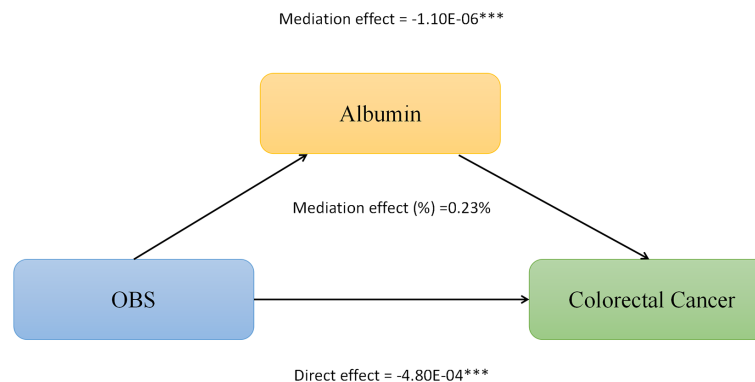 Mediation effect = -1.10E-06***
Albumin
Mediation effect (%) =0.23%
OBS
Colorectal Cancer
Direct effect = -4.80E-04***